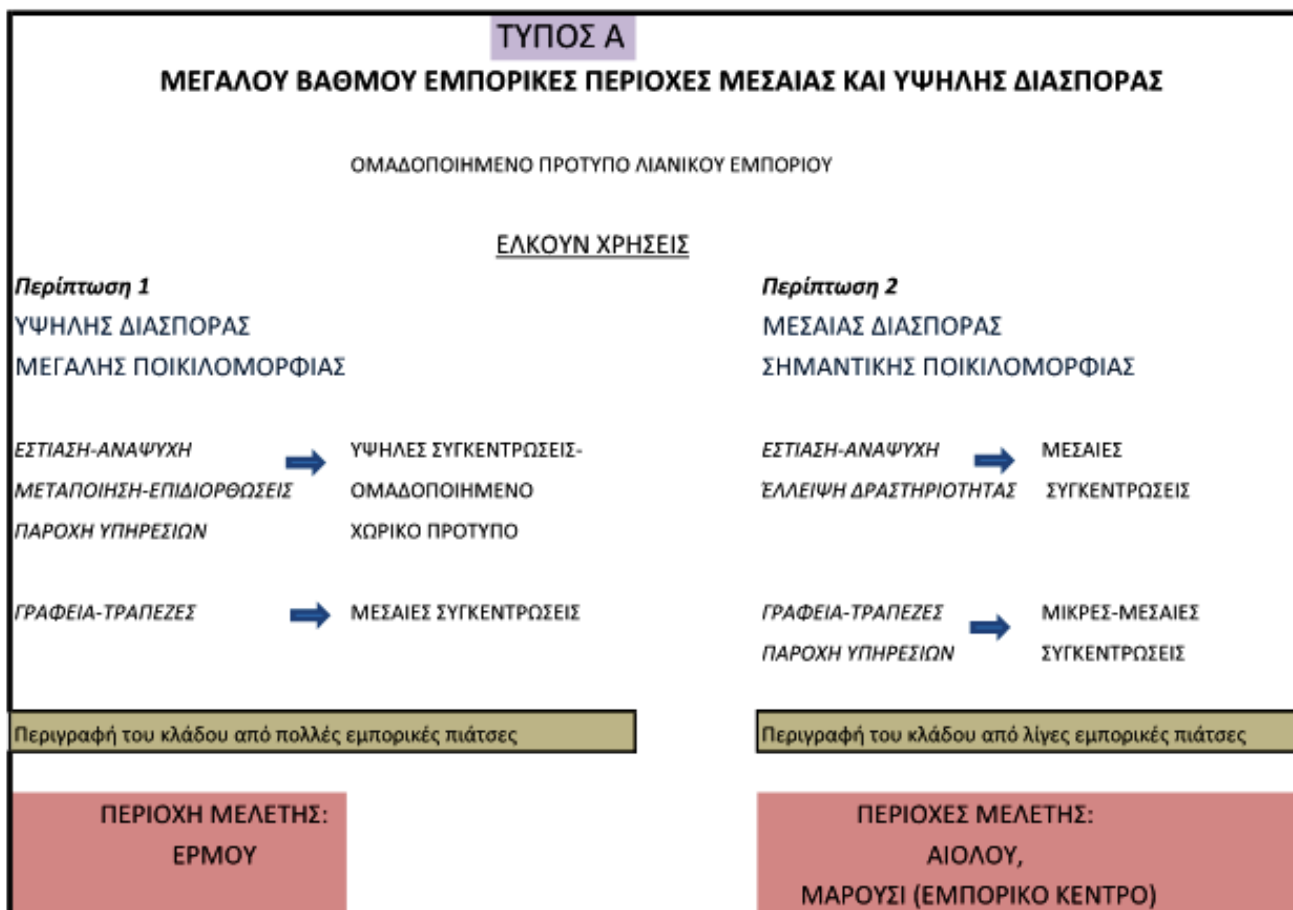 ΤΥΠΟΣ Α
ΜΕΓΑΛΟΥ ΒΑΘΜΟΥ ΕΜΠΟΡΙΚΕΣ ΠΕΡΙΟΧΕΣ ΜΕΣΑΙΑΣ ΚΑΙ ΥΨΗΛΗΣ ΔΙΑΣΠΟΡΑΣ
ΟΜΑΔΟΠΟΙΗΜΕΝΟ ΠΡΟΤΥΠΟ ΛΙΑΝΙΚΟΥ ΕΜΠΟΡΙΟΥ
ΕΛΚΟΥΝ ΧΡΗΣΕΙΣ
Περίπτωση 1
ΥΨΗΛΗΣ ΔΙΑΣΠΟΡΑΣ
ΜΕΓΑΛΗΣ ΠΟΙΚΙΛΟΜΟΡΦΙΑΣ
ΕΣΤΙΑΣΗ-ΑΝΑΨΥΧΗ
ΜΕΤΑΠΟΙΗΣΗ-ΕΠΙΔΙΟΡΘΩΣΕΙΣ
ΠΑΡΟΧΗ ΥΠΗΡΕΣΙΩΝ
ΥΨΗΛΕΣ ΣΥΓΚΕΝΤΡΩΣΕΙΣ-
ΟΜΑΔΟΠΟΙΗΜΕΝΟ
ΧΩΡΙΚΟ ΠΡΟΤΥΠΟ
ΓΡΑΦΕΙΑ-ΤΡΑΠΕΖΕΣ
ΜΕΣΑΙΕΣ ΣΥΓΚΕΝΤΡΩΣΕΙΣ
Περιγραφή του κλάδου από πολλές εμπορικές πιάτσες
ΠΕΡΙΟΧΗ ΜΕΛΕΤΗΣ:
ΕΡΜΟΥ
Περίπτωση 2
ΜΕΣΑΙΑΣ ΔΙΑΣΠΟΡΑΣ
ΣΗΜΑΝΤΙΚΗΣ ΠΟΙΚΙΛΟΜΟΡΦΙΑΣ
ΕΣΤΙΑΣΗ-ΑΝΑΨΥΧΗ
ΈΛΛΕΙΨΗ ΔΡΑΣΤΗΡΙΟΤΗΤΑΣ
ΜΕΣΑΙΕΣ
ΣΥΓΚΕΝΤΡΩΣΕΙΣ
ΓΡΑΦΕΙΑ-ΤΡΑΠΕΖΕΣ
ΠΑΡΟΧΗ ΥΠΗΡΕΣΙΩΝ
ΜΙΚΡΕΣ-ΜΕΣΑΙΕΣ
ΣΥΓΚΕΝΤΡΩΣΕΙΣ
Περιγραφή του κλάδου από λίγες εμπορικές πιάτσες
ΠΕΡΙΟΧΕΣ ΜΕΛΕΤΗΣ:
ΑΙΟΛΟΥ,
ΜΑΡΟΥΣΙ (ΕΜΠΟΡΙΚΟ ΚΕΝΤΡΟ)